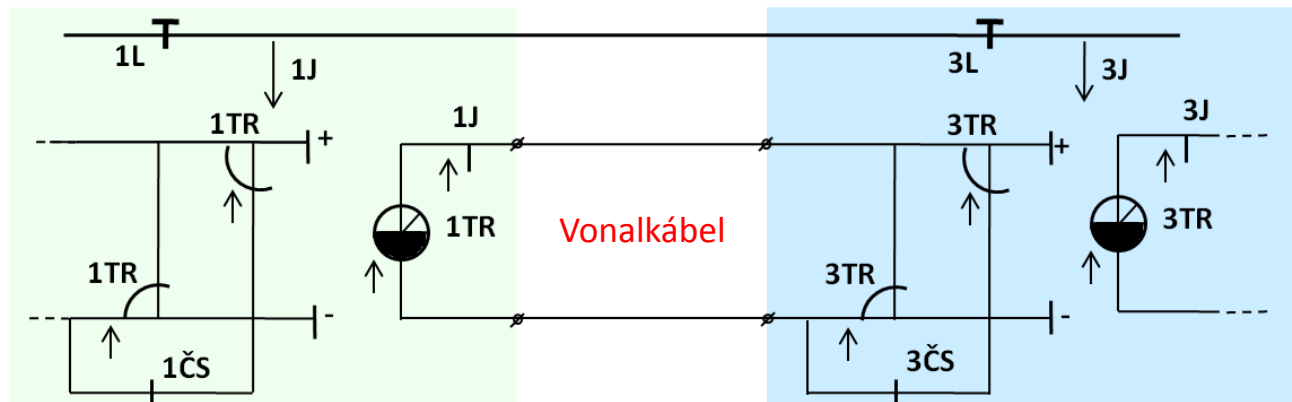 1L
1J
3L
3J
1TR
+
1J
3TR
+
3J
1TR
Vonalkábel
3TR
1TR
-
3TR
-
1ČS
3ČS